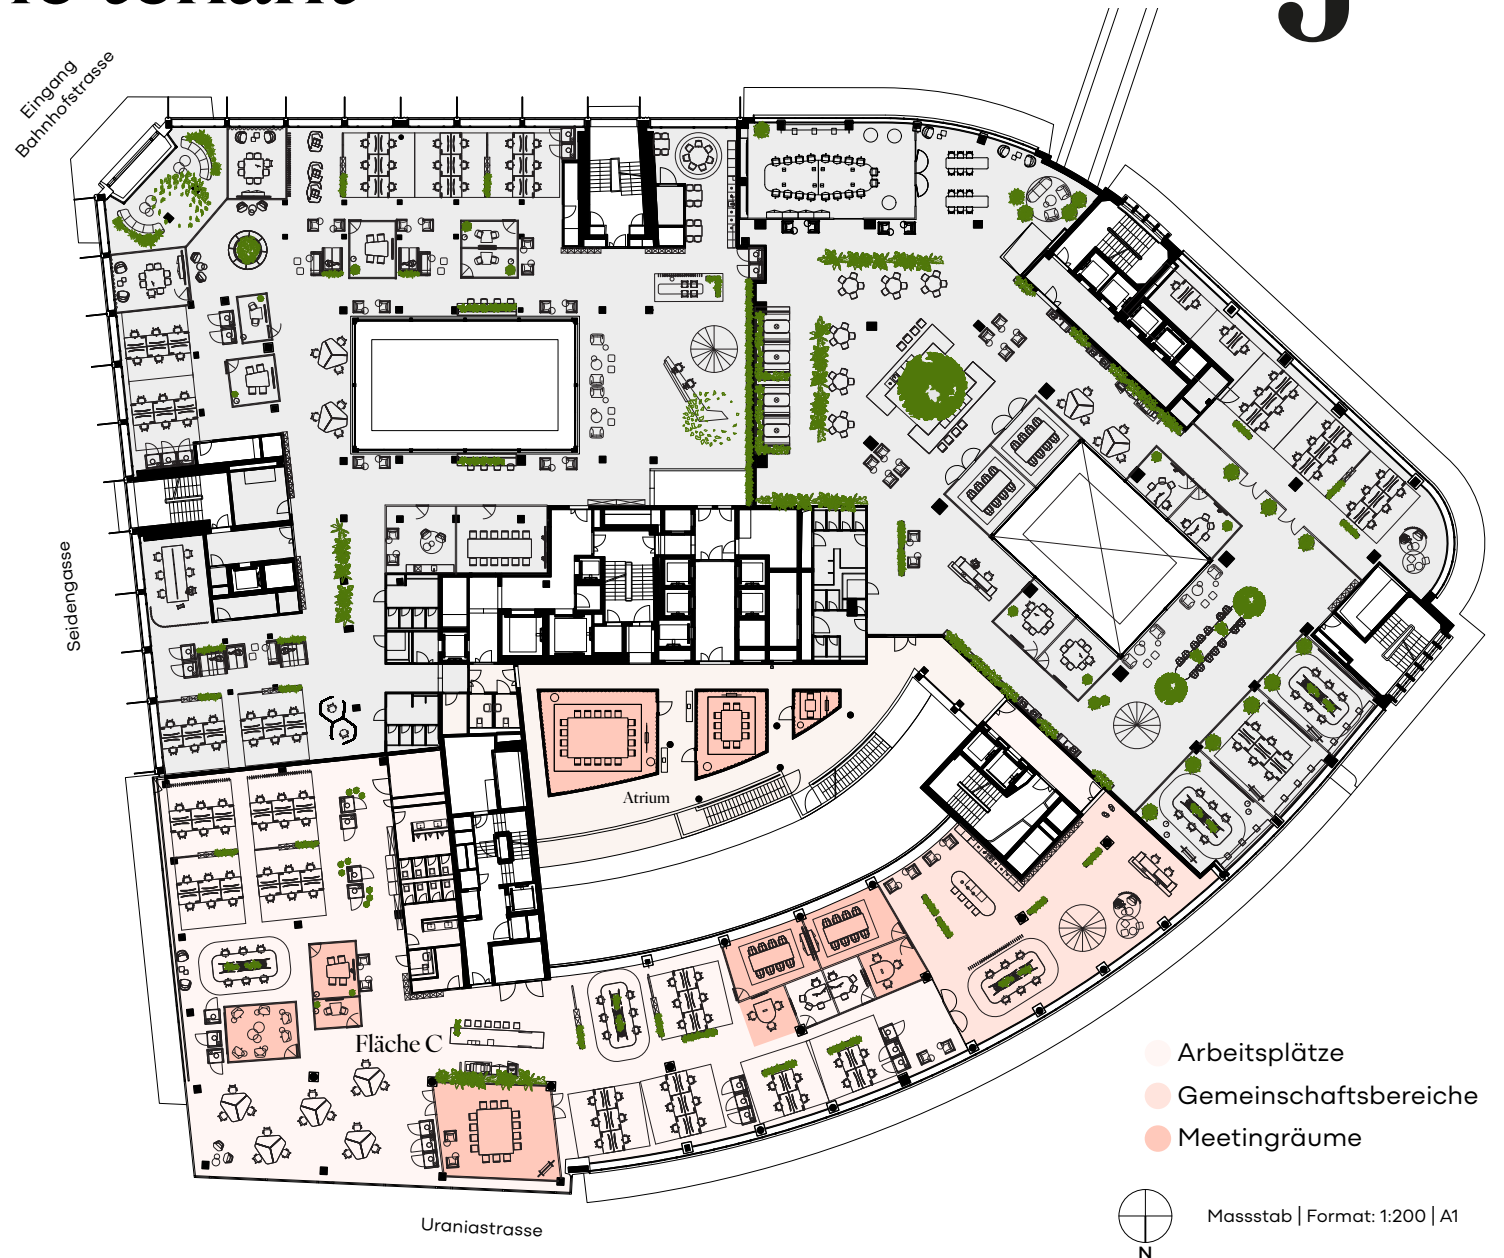 Eingang
Bahnhofstrasse
Seidengasse
Atrium
Fläche C
Arbeitsplätze
Gemeinschaftsbereiche
Meetingräume
Uraniastrasse
Massstab | Format: 1:200 | A1
N